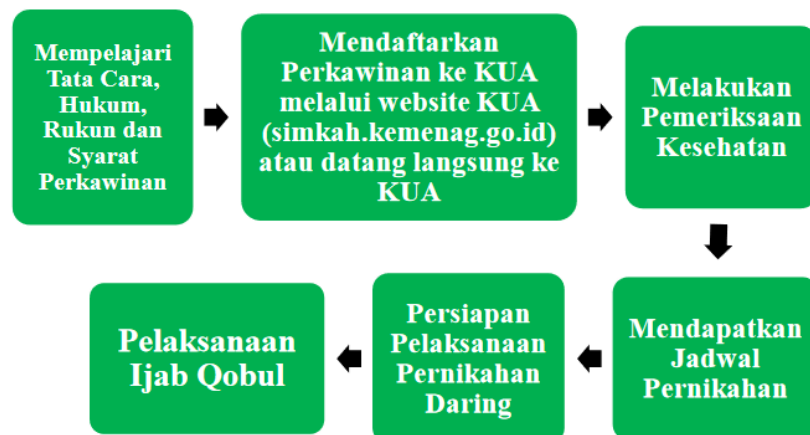 Mempelajari
Tata Cara,
Hukum,
Rukun dan
Syarat
Perkawinan
Mendaftarkan
Perkawinan ke KUA
melalui website KUA
(simkah.kemenag.go.id)
atau datang langsung ke
KUA
Melakukan
Pemeriksaan
Kesehatan
Mendapatkan
Jadwal
Pernikahan
Persiapan
Pelaksanaan
Pernikahan
Daring
Pelaksanaan
Ijab Qobul